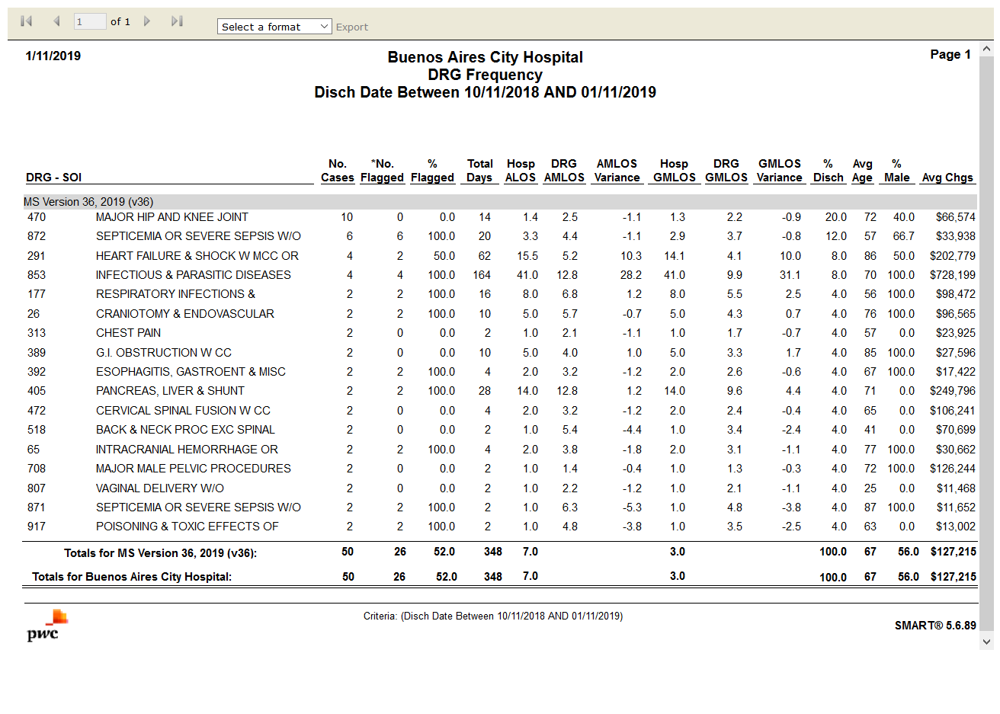 1 of 1 Select a format Export
1/11/2019 Buenos Aires City Hospital Page 1
DRG Frequency
Disch Date Between 10/11/2018 AND 01/11/2019
No. *No. % Total Hosp DRG AMLOS Hosp DRG GMLOS % Avg %
DRG - SOI Cases Flagged Flagged Days ALOS AMLOS Variance GMLOS GMLOS Variance Disch Age Male Avg Chgs
MS Version 36, 2019 (v36)
470 MAJOR HIP AND KNEE JOINT 10 0 0.0 14 1.4 2.5 -1.1 1.3 2.2 -0.9 20.0 72 40.0 $66,574
872 SEPTICEMIA OR SEVERE SEPSIS W/O 6 6 100.0 20 3.3 4.4 -1.1 2.9 3.7 -0.8 12.0 57 66.7 $33,938
291 HEART FAILURE & SHOCK W MCC OR 4 2 50.0 62 15.5 5.2 10.3 14.1 4.1 10.0 8.0 86 50.0 $202,779
853 INFECTIOUS & PARASITIC DISEASES 4 4 100.0 164 41.0 12.8 28.2 41.0 9.9 31.1 8.0 70 100.0 $728,199
177 RESPIRATORY INFECTIONS & 2 2 100.0 16 8.0 6.8 1.2 8.0 5.5 2.5 4.0 56 100.0 $98,472
26 CRANIOTOMY & ENDOVASCULAR 2 2 100.0 10 5.0 5.7 -0.7 5.0 4.3 0.7 4.0 76 100.0 $96,565
313 CHEST PAIN 2 0 0.0 2 1.0 2.1 -1.1 1.0 1.7 -0.7 4.0 57 0.0 $23,925
389 G.I. OBSTRUCTION W CC 2 0 0.0 10 5.0 4.0 1.0 5.0 3.3 1.7 4.0 85 100.0 $27,596
392 ESOPHAGITIS, GASTROENT & MISC 2 2 100.0 4 2.0 3.2 -1.2 2.0 2.6 -0.6 4.0 67 100.0 $17,422
405 PANCREAS, LIVER & SHUNT 2 2 100.0 28 14.0 12.8 1.2 14.0 9.6 4.4 4.0 71 0.0 $249,796
472 CERVICAL SPINAL FUSION W CC 2 0 0.0 4 2.0 3.2 -1.2 2.0 2.4 -0.4 4.0 65 0.0 $106,241
518 BACK & NECK PROC EXC SPINAL 2 0 0.0 2 1.0 5.4 -4.4 1.0 3.4 -2.4 4.0 41 0.0 $70,699
65 INTRACRANIAL HEMORRHAGE OR 2 2 100.0 4 2.0 3.8 -1.8 2.0 3.1 -1.1 4.0 77 100.0 $30,662
708 MAJOR MALE PELVIC PROCEDURES 2 0 0.0 2 1.0 1.4 -0.4 1.0 1.3 -0.3 4.0 72 100.0 $126,244
807 VAGINAL DELIVERY W/O 2 0 0.0 2 1.0 2.2 -1.2 1.0 2.1 -1.1 4.0 25 0.0 $11,468
871 SEPTICEMIA OR SEVERE SEPSIS W/O 2 2 100.0 2 1.0 6.3 -5.3 1.0 4.8 -3.8 4.0 87 100.0 $11,652
917 POISONING & TOXIC EFFECTS OF 2 2 100.0 2 1.0 4.8 -3.8 1.0 3.5 -2.5 4.0 63 0.0 $13,002
Totals for MS Version 36, 2019 (v36): 50 26 52.0 348 7.0 3.0 100.0 67 56.0 $127,215
Totals for Buenos Aires City Hospital: 50 26 52.0 348 7.0 3.0 100.0 67 56.0 $127,215
Criteria: (Disch Date Between 10/11/2018 AND 01/11/2019)
pwc SMART® 5.6.89